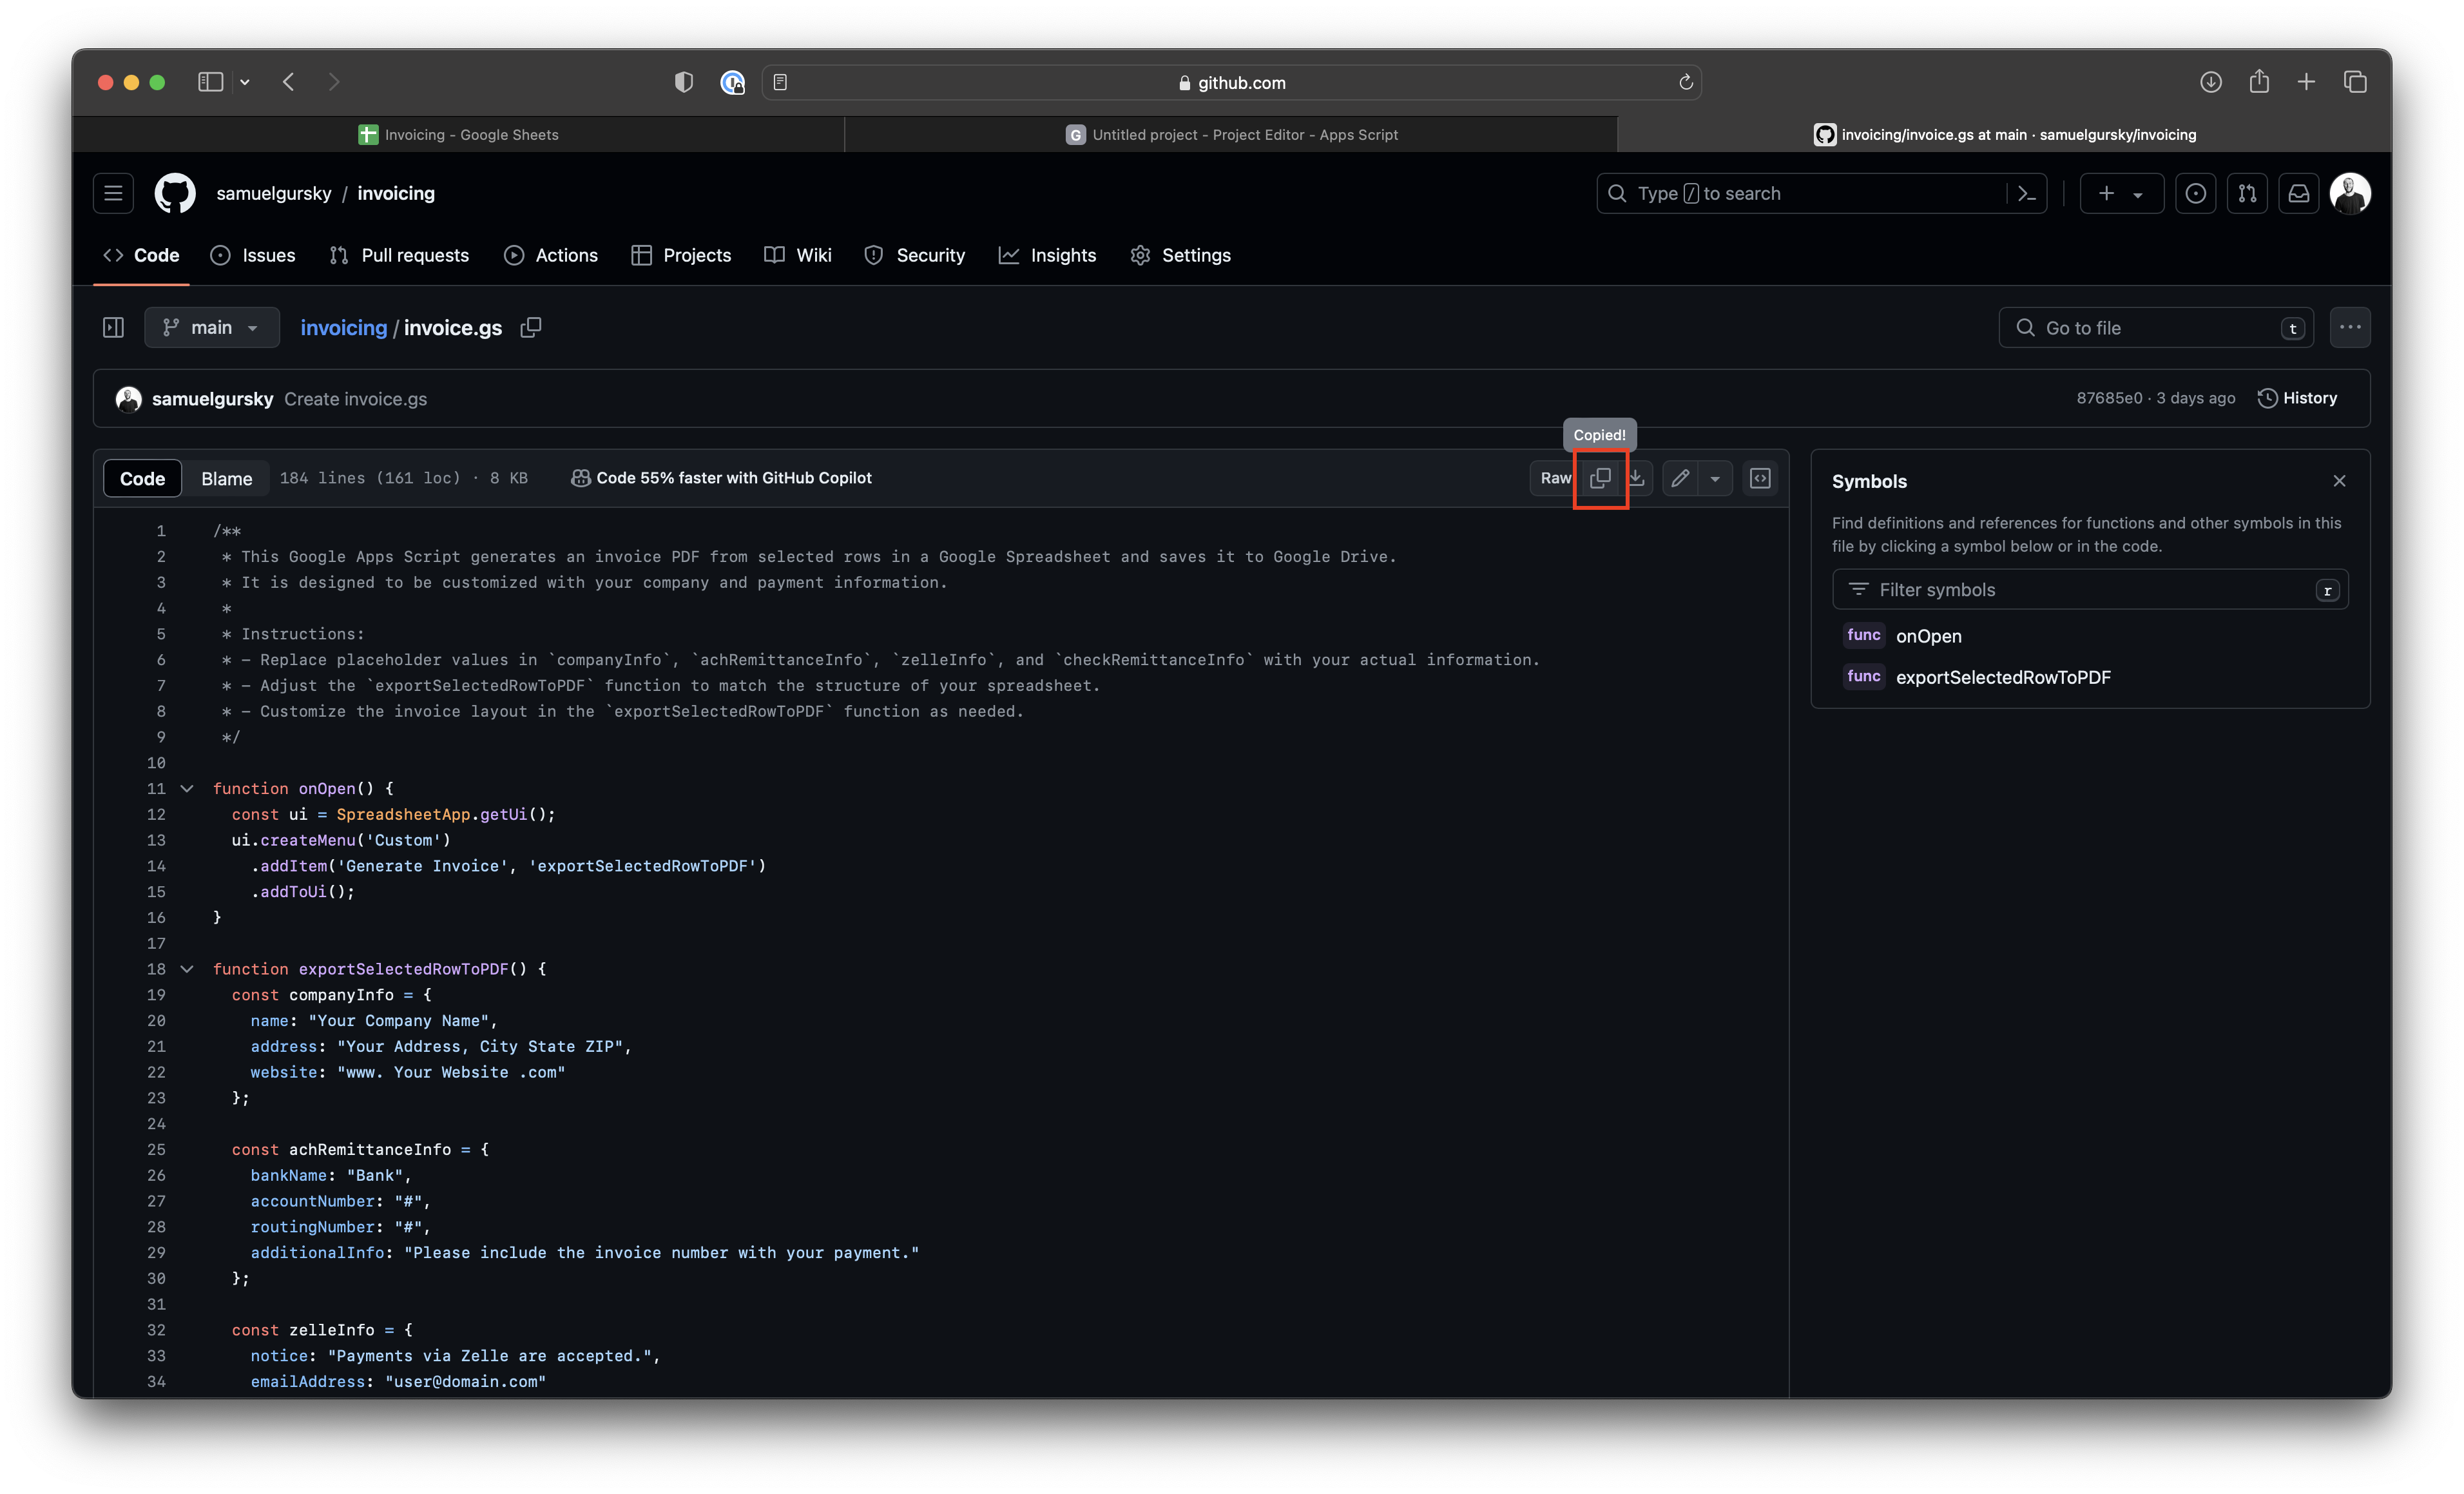 github.com
Invoicing – Google Sheets
G Untitled project - Project Editor - Apps Script
invoicing/invoice.gs at main · samuelgursky/invoicing
samuelgursky / invoicing
Type / to search
Code Issues Pull requests Actions Projects Wiki Security Insights Settings
main
invoicing / invoice.gs
Go to file t
samuelgursky Create invoice.gs
87685e0 · 3 days ago History
Copied!
Code Blame 184 lines (161 loc) · 8 KB Code 55% faster with GitHub Copilot Raw
1 /**
2 * This Google Apps Script generates an invoice PDF from selected rows in a Google Spreadsheet and saves it to Google Drive.
3 * It is designed to be customized with your company and payment information.
4 *
5 * Instructions:
6 * - Replace placeholder values in `companyInfo`, `achRemittanceInfo`, `zelleInfo`, and `checkRemittanceInfo` with your actual information.
7 * - Adjust the `exportSelectedRowToPDF` function to match the structure of your spreadsheet.
8 * - Customize the invoice layout in the `exportSelectedRowToPDF` function as needed.
9 */
10
11 function onOpen() {
12 const ui = SpreadsheetApp.getUi();
13 ui.createMenu('Custom')
14 .addItem('Generate Invoice', 'exportSelectedRowToPDF')
15 .addToUi();
16 }
17
18 function exportSelectedRowToPDF() {
19 const companyInfo = {
20 name: "Your Company Name",
21 address: "Your Address, City State ZIP",
22 website: "www. Your Website .com"
23 };
24
25 const achRemittanceInfo = {
26 bankName: "Bank",
27 accountNumber: "#",
28 routingNumber: "#",
29 additionalInfo: "Please include the invoice number with your payment."
30 };
31
32 const zelleInfo = {
33 notice: "Payments via Zelle are accepted.",
34 emailAddress: "user@domain.com"
Symbols
Find definitions and references for functions and other symbols in this
file by clicking a symbol below or in the code.
Filter symbols r
func onOpen
func exportSelectedRowToPDF